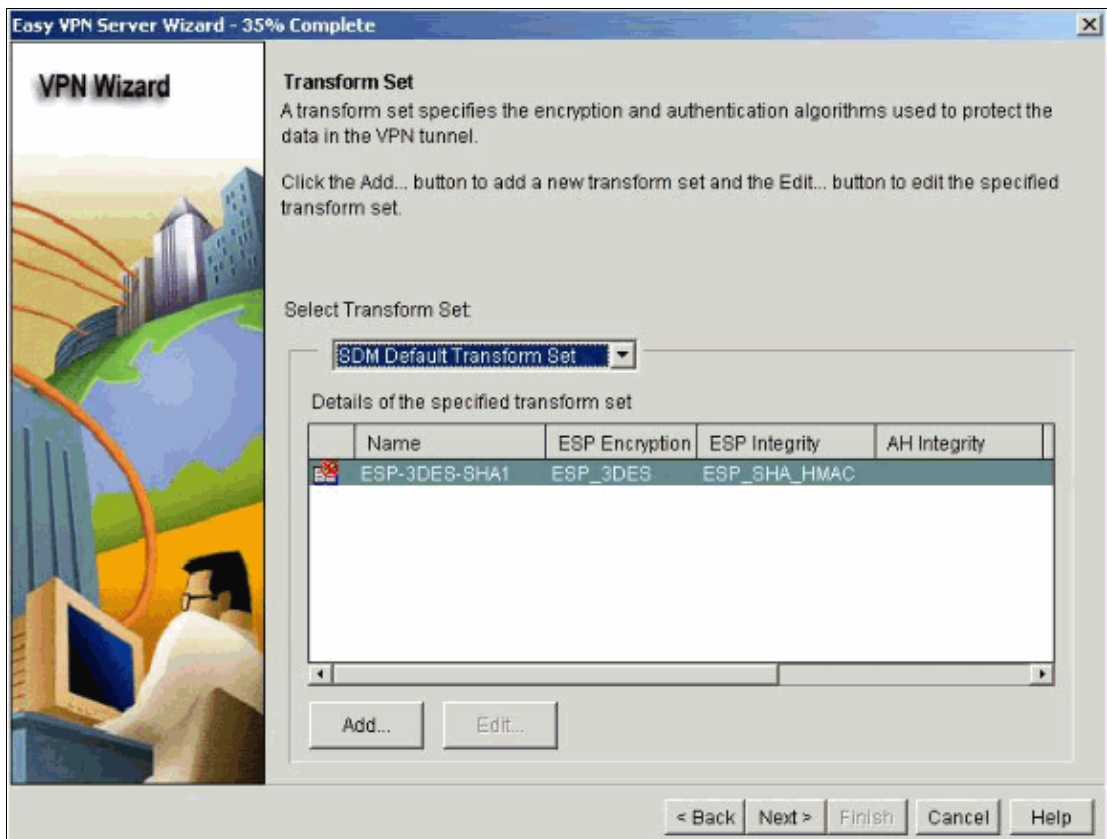 Easy VPN Server Wizard - 35% Complete
VPN Wizard
Transform Set
A transform set specifies the encryption and authentication algorithms used to protect the
data in the VPN tunnel.
Click the Add... button to add a new transform set and the Edit... button to edit the specified
transform set.
Select Transform Set:
SDM Default Transform Set
Details of the specified transform set
Name ESP Encryption ESP Integrity AH Integrity
ESP-3DES-SHA1 ESP_3DES ESP_SHA_HMAC
Add... Edit...
< Back Next > Finish Cancel Help